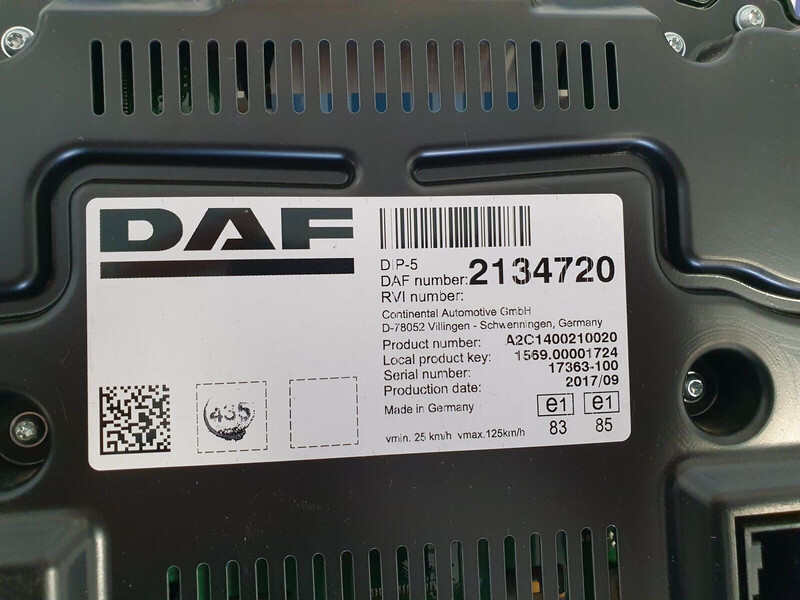 DAF
DIP-5
DAF number: 2134720
RVI number:
Continental Automotive GmbH
D-78052 Villingen - Schwenningen, Germany
Product number: A2C1400210020
Local product key: 1569.00001724
Serial number: 17363-100
Production date: 2017/09
Made in Germany
e1 e1
83 85
vmin. 25 km/h vmax.125km/h
435